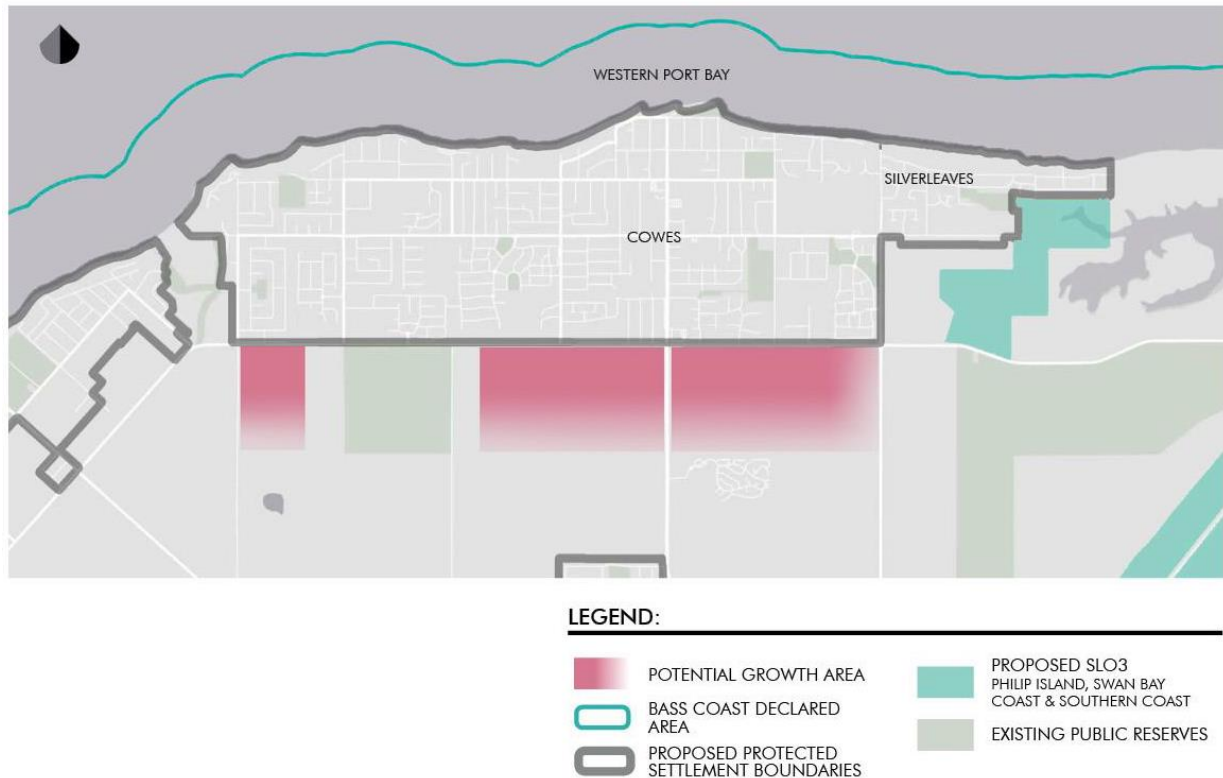 WESTERN PORT BAY
SILVERLEAVES
COWES
LEGEND:
POTENTIAL GROWTH AREA
BASS COAST DECLARED
AREA
PROPOSED PROTECTED
SETTLEMENT BOUNDARIES
PROPOSED SLO3
PHILIP ISLAND, SWAN BAY
COAST & SOUTHERN COAST
EXISTING PUBLIC RESERVES